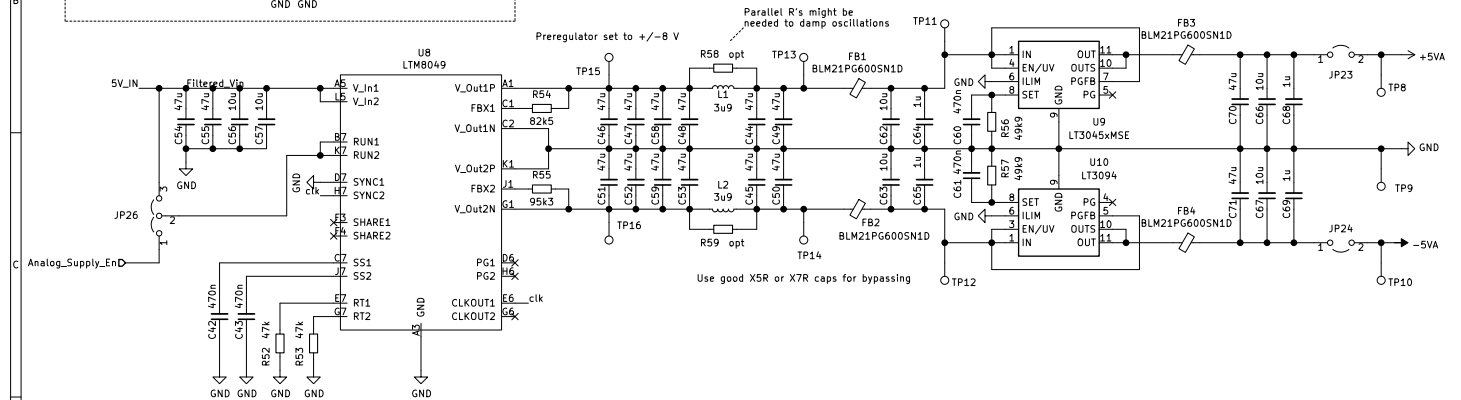 B
GND GND
Parallel R's might be
needed to damp oscillations
Preregulator set to +/-8 V
TP11
FB3
BLM21PG600SN1D
U8
LTM8049
TP15
R58 opt
TP13
FB1
BLM21PG600SN1D
1 IN OUT 11
4 EN/UV OUTS 10
6 ILIM PGFB 7
8 SET PG 5
GND
GND
9
U9
LT3045xMSE
1 2
JP23
+5VA
TP8
5V_IN
Filtered_Vin
A5 V_In1
L5 V_In2
V_Out1P A1
FBX1 C1
V_Out1N C2
V_Out2P K1
FBX2 J1
V_Out2N G1
R54
82k5
R55
95k3
L1
3u9
C54 47u
C55 47u
C56 10u
C57 10u
GND
C46 47u
C47 47u
C58 47u
C48 47u
C44 47u
C49 47u
C62 10u
C64 1u
C60 470n
R56 49k9
C70 47u
C66 10u
C68 1u
GND
B7 RUN1
K7 RUN2
GND
clk
D7 SYNC1
H7 SYNC2
F3 SHARE1
F4 SHARE2
C51 47u
C52 47u
C59 47u
C53 47u
L2
3u9
C45 47u
C50 47u
C63 10u
C65 1u
C61 470n
R57 49k9
U10
LT3094
9
GND
8 SET PG 4
6 ILIM PGFB 5
3 EN/UV OUTS 10
1 IN OUT 11
GND
C71 47u
C67 10u
C69 1u
TP9
JP26
3
2
1
TP16
R59 opt
TP14
FB2
BLM21PG600SN1D
FB4
BLM21PG600SN1D
JP24
1 2
-5VA
C
Analog_Supply_En
C7 SS1
J7 SS2
PG1 D6
PG2 H6
Use good X5R or X7R caps for bypassing
TP12
TP10
E7 RT1
G7 RT2
CLKOUT1 E6 clk
CLKOUT2 G6
GND
A3
C42 470n
C43 470n
R52 47k
R53 47k
GND GND GND GND
GND